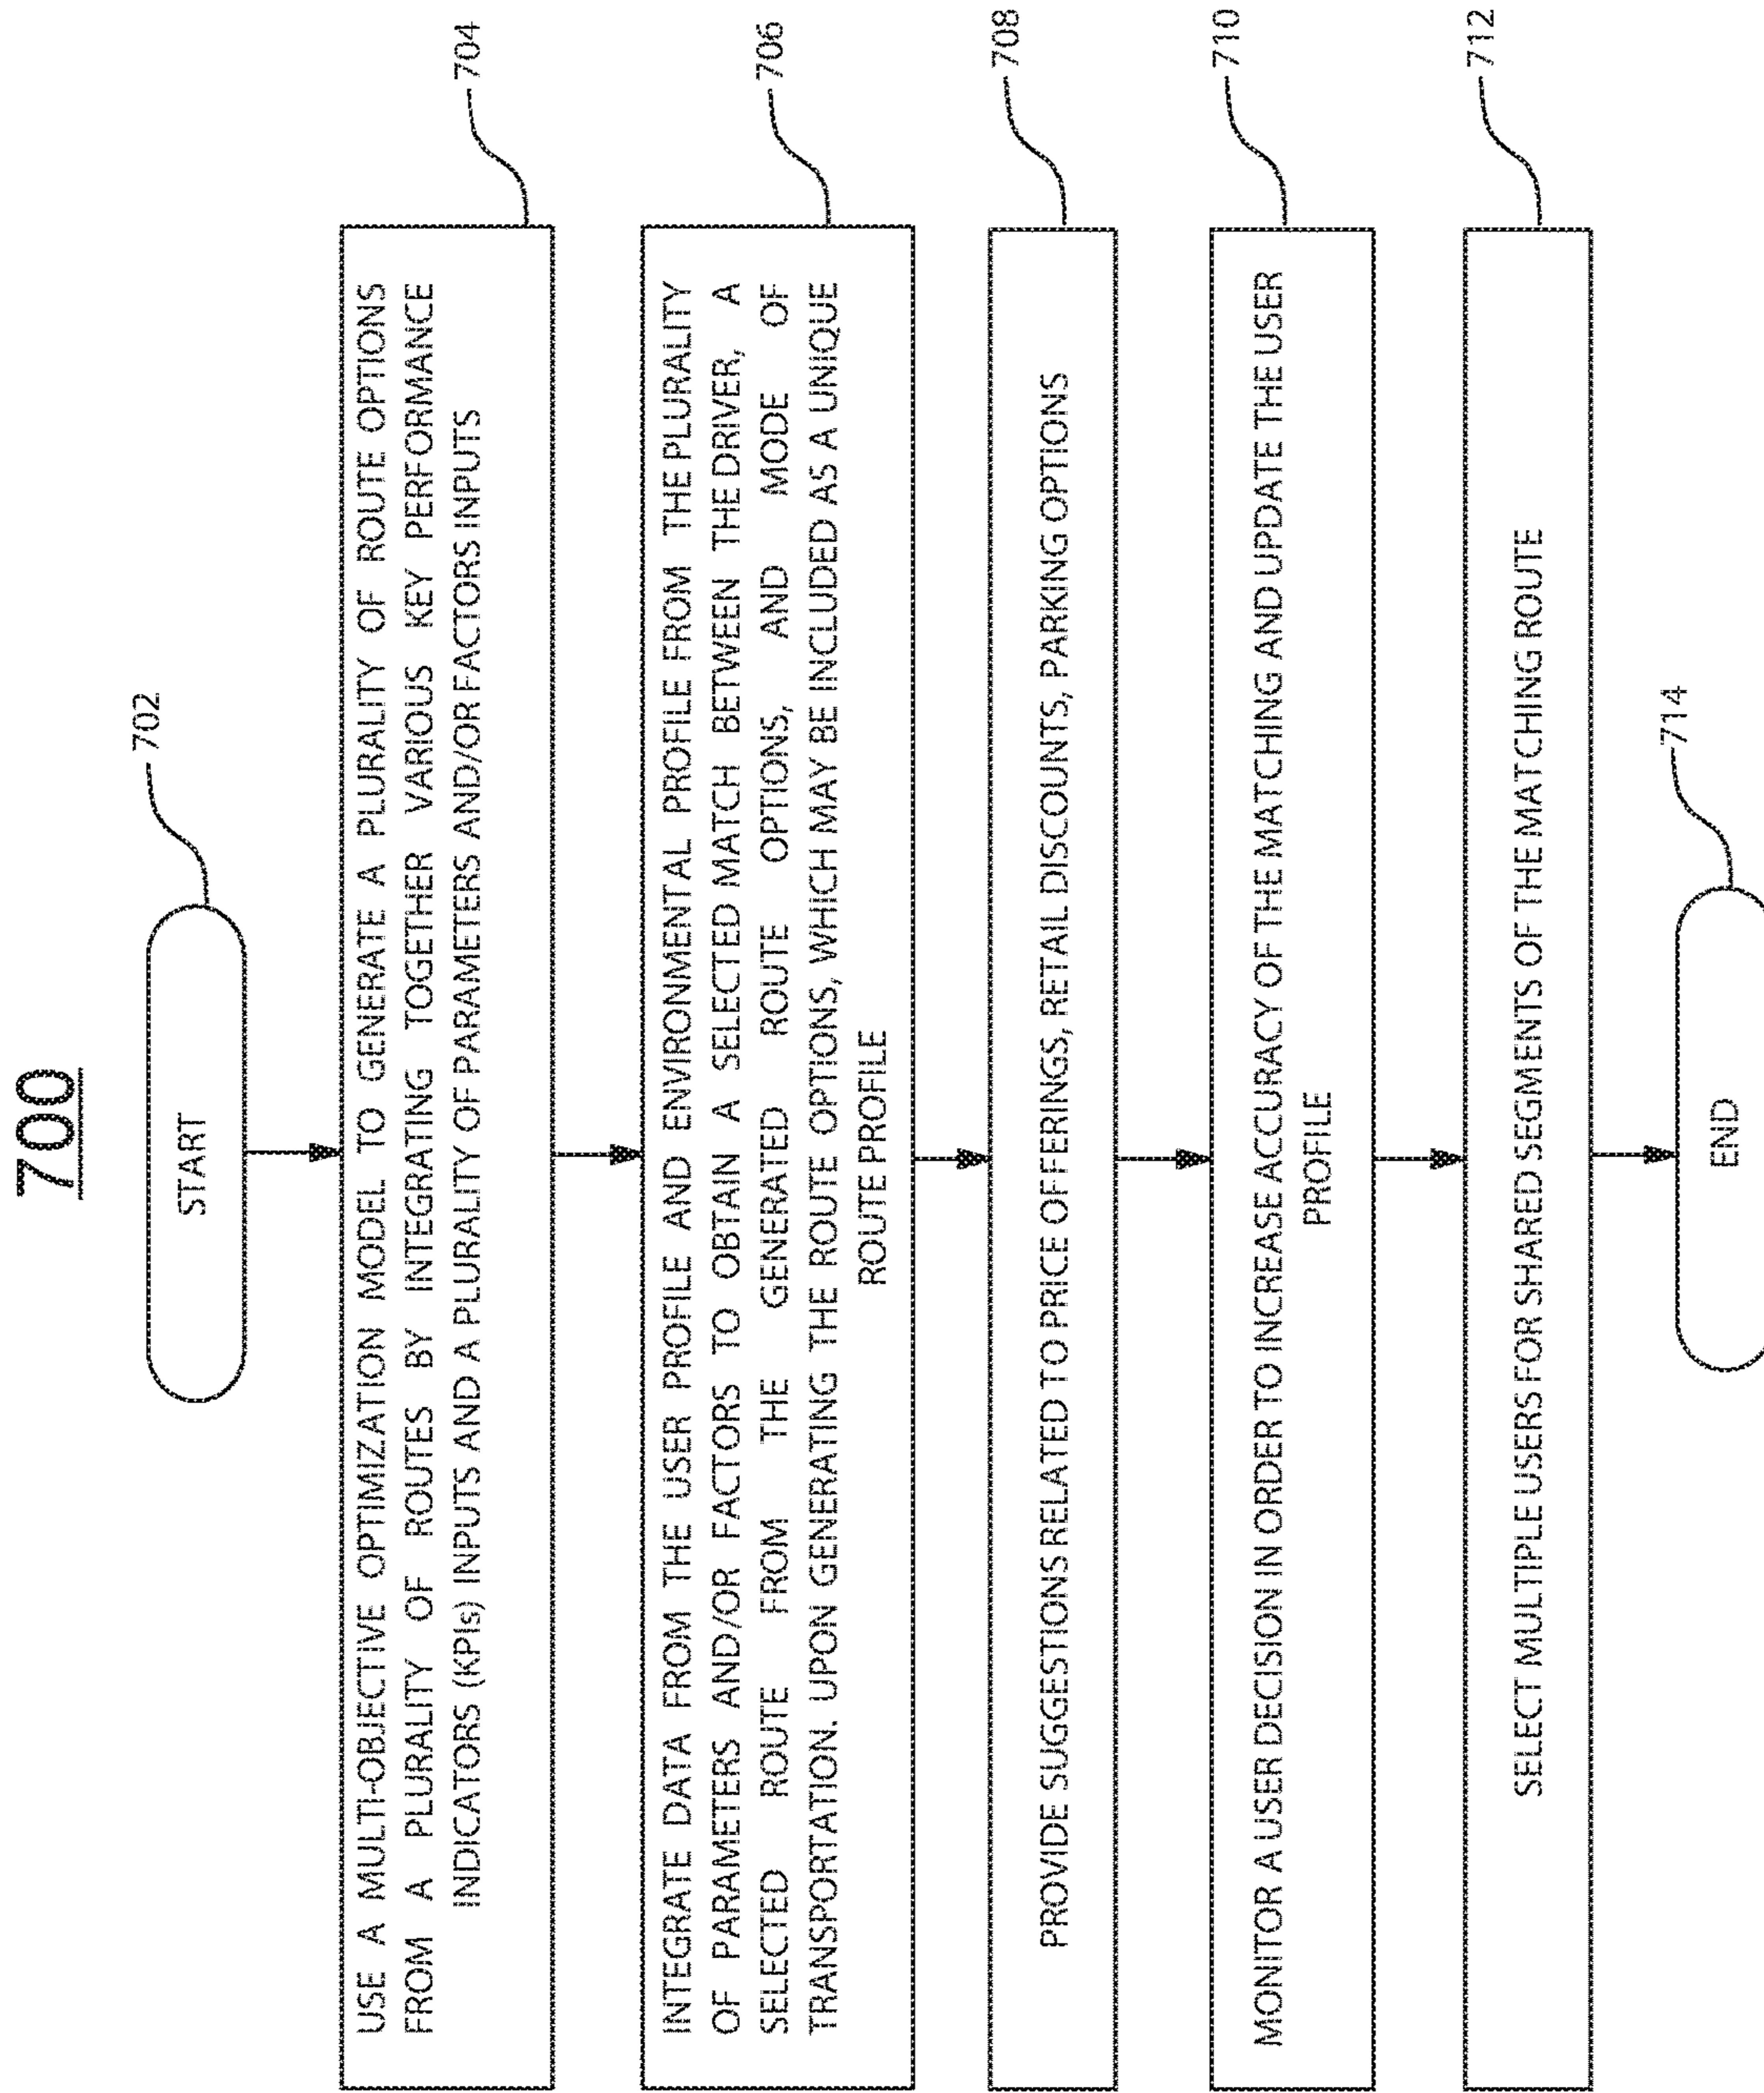 700
START
702
USE A MULTI-OBJECTIVE OPTIMIZATION MODEL TO GENERATE A PLURALITY OF ROUTE OPTIONS
FROM A PLURALITY OF ROUTES BY INTEGRATING TOGETHER VARIOUS KEY PERFORMANCE
INDICATORS (KPIs) INPUTS AND A PLURALITY OF PARAMETERS AND/OR FACTORS INPUTS
704
INTEGRATE DATA FROM THE USER PROFILE AND ENVIRONMENTAL PROFILE FROM THE PLURALITY
OF PARAMETERS AND/OR FACTORS TO OBTAIN A SELECTED MATCH BETWEEN THE DRIVER, A
SELECTED ROUTE FROM THE GENERATED ROUTE OPTIONS, AND MODE OF
TRANSPORTATION. UPON GENERATING THE ROUTE OPTIONS, WHICH MAY BE INCLUDED AS A UNIQUE
ROUTE PROFILE
706
PROVIDE SUGGESTIONS RELATED TO PRICE OFFERINGS, RETAIL DISCOUNTS, PARKING OPTIONS
708
MONITOR A USER DECISION IN ORDER TO INCREASE ACCURACY OF THE MATCHING AND UPDATE THE USER
PROFILE
710
SELECT MULTIPLE USERS FOR SHARED SEGMENTS OF THE MATCHING ROUTE
712
END
714